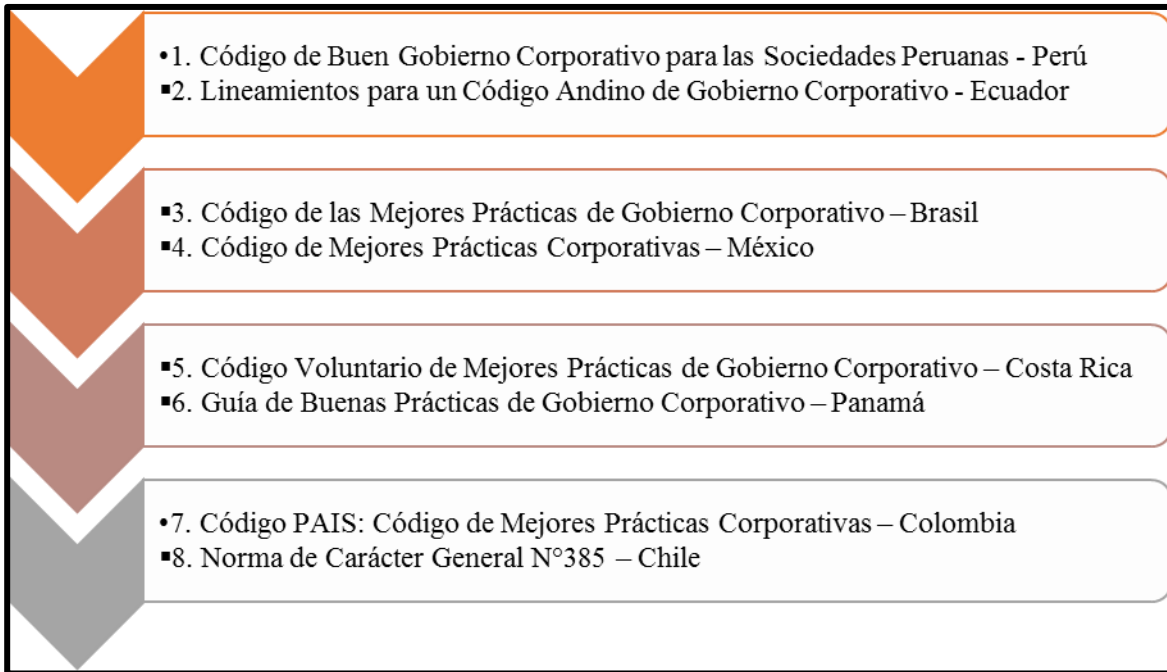 •1. Código de Buen Gobierno Corporativo para las Sociedades Peruanas - Perú
▪2. Lineamientos para un Código Andino de Gobierno Corporativo - Ecuador
▪3. Código de las Mejores Prácticas de Gobierno Corporativo – Brasil
▪4. Código de Mejores Prácticas Corporativas – México
▪5. Código Voluntario de Mejores Prácticas de Gobierno Corporativo – Costa Rica
▪6. Guía de Buenas Prácticas de Gobierno Corporativo – Panamá
•7. Código PAIS: Código de Mejores Prácticas Corporativas – Colombia
▪8. Norma de Carácter General N°385 – Chile